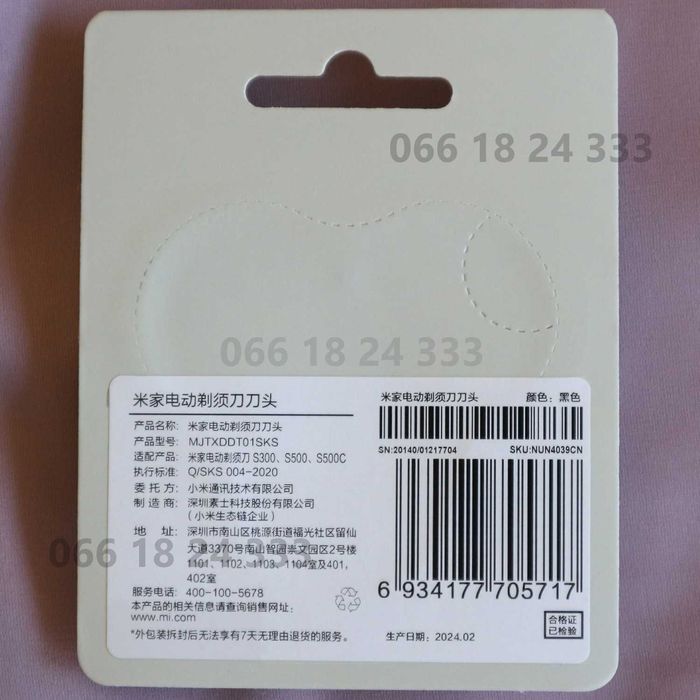 066 18 24 333
066 18 24 333
米家电动剃须刀刀头
产品名称: 米家电动剃须刀刀头
产品型号: MJTXDDT01SKS
适配产品: 米家电动剃须刀 S300、S500、S500C
执行标准: Q/SKS 004-2020
委 托 方: 小米通讯技术有限公司
制 造 商: 深圳素士科技股份有限公司
(小米生态链企业)
地 址: 深圳市南山区桃源街道福光社区留仙
大道3370号南山智园崇文园区2号楼
1101、1102、1103、1104室及401,
402室
066 18 24 333
服务电话: 400-100-5678
本产品的相关信息请查询销售网址:
www.mi.com
*外包装拆封后无法享有7天无理由退货的服务。
米家电动剃须刀刀头 颜色: 黑色
SN:20140/01217704 SKU:NUN4039CN
6 934177 705717
生产日期: 2024.02
合格证
已检验